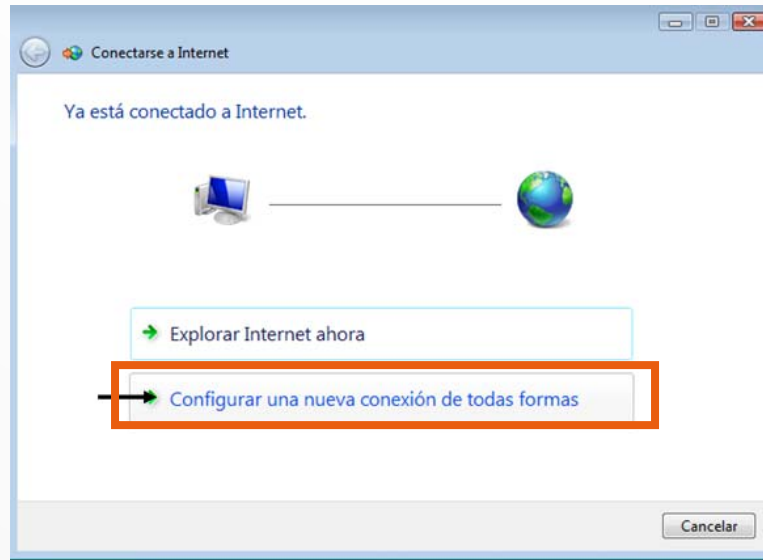 Conectarse a Internet
Ya está conectado a Internet.
Explorar Internet ahora
Configurar una nueva conexión de todas formas
Cancelar